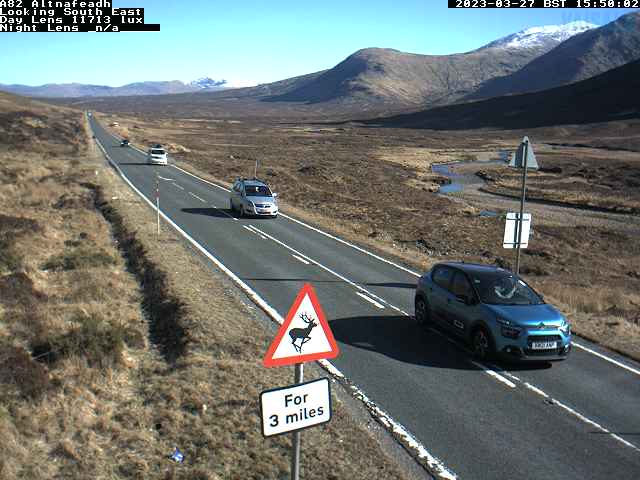 A82 Altnafeadh
2023-03-27 BST 15:50:02
Looking South East
Day Lens 11713 lux
Night Lens n/a
For
3 miles